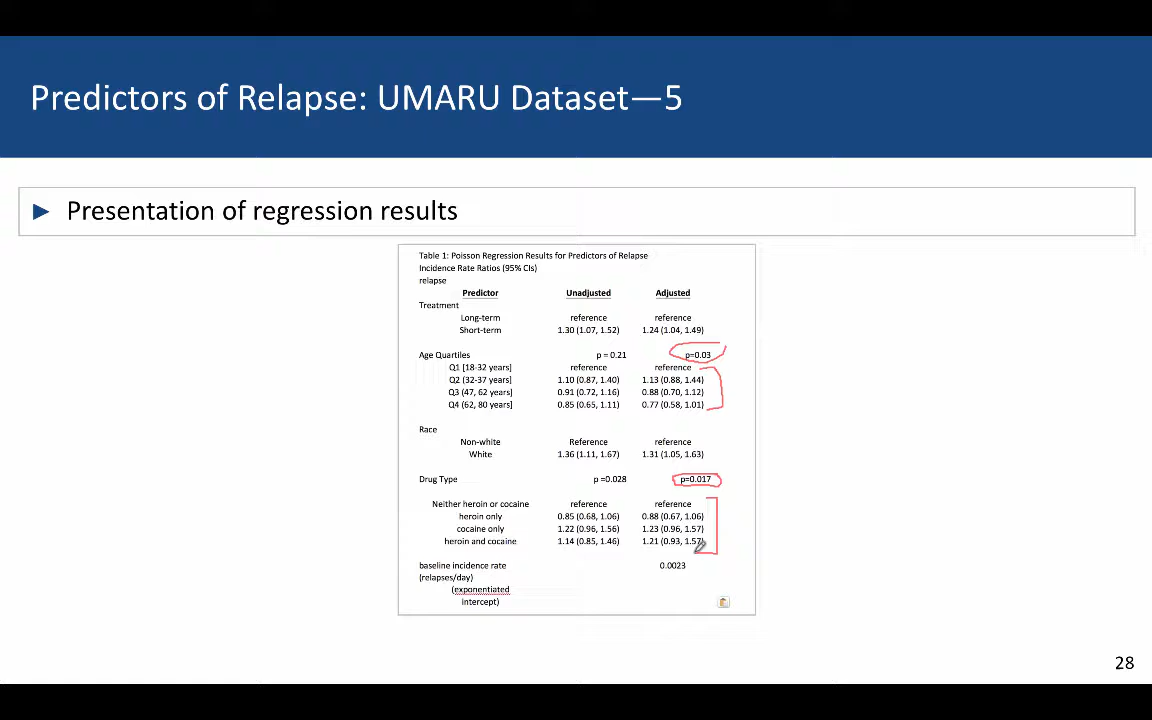 Predictors of Relapse: UMARU Dataset—5
► Presentation of regression results
Table 1: Poisson Regression Results for Predictors of Relapse
Incidence Rate Ratios (95% CIs)
relapse
Predictor Unadjusted Adjusted
Treatment
Long-term reference reference
Short-term 1.30 (1.07, 1.52) 1.24 (1.04, 1.49)
Age Quartiles p = 0.21 p=0.03
Q1 [18-32 years] reference reference
Q2 (32-37 years] 1.10 (0.87, 1.40) 1.13 (0.88, 1.44)
Q3 (47, 62 years] 0.91 (0.72, 1.16) 0.88 (0.70, 1.12)
Q4 (62, 80 years] 0.85 (0.65, 1.11) 0.77 (0.58, 1.01)
Race
Non-white Reference reference
White 1.36 (1.11, 1.67) 1.31 (1.05, 1.63)
Drug Type p =0.028 p=0.017
Neither heroin or cocaine reference reference
heroin only 0.85 (0.68, 1.06) 0.88 (0.67, 1.06)
cocaine only 1.22 (0.96, 1.56) 1.23 (0.96, 1.57)
heroin and cocaine 1.14 (0.85, 1.46) 1.21 (0.93, 1.57)
baseline incidence rate 0.0023
(relapses/day)
(exponentiated
intercept)
28